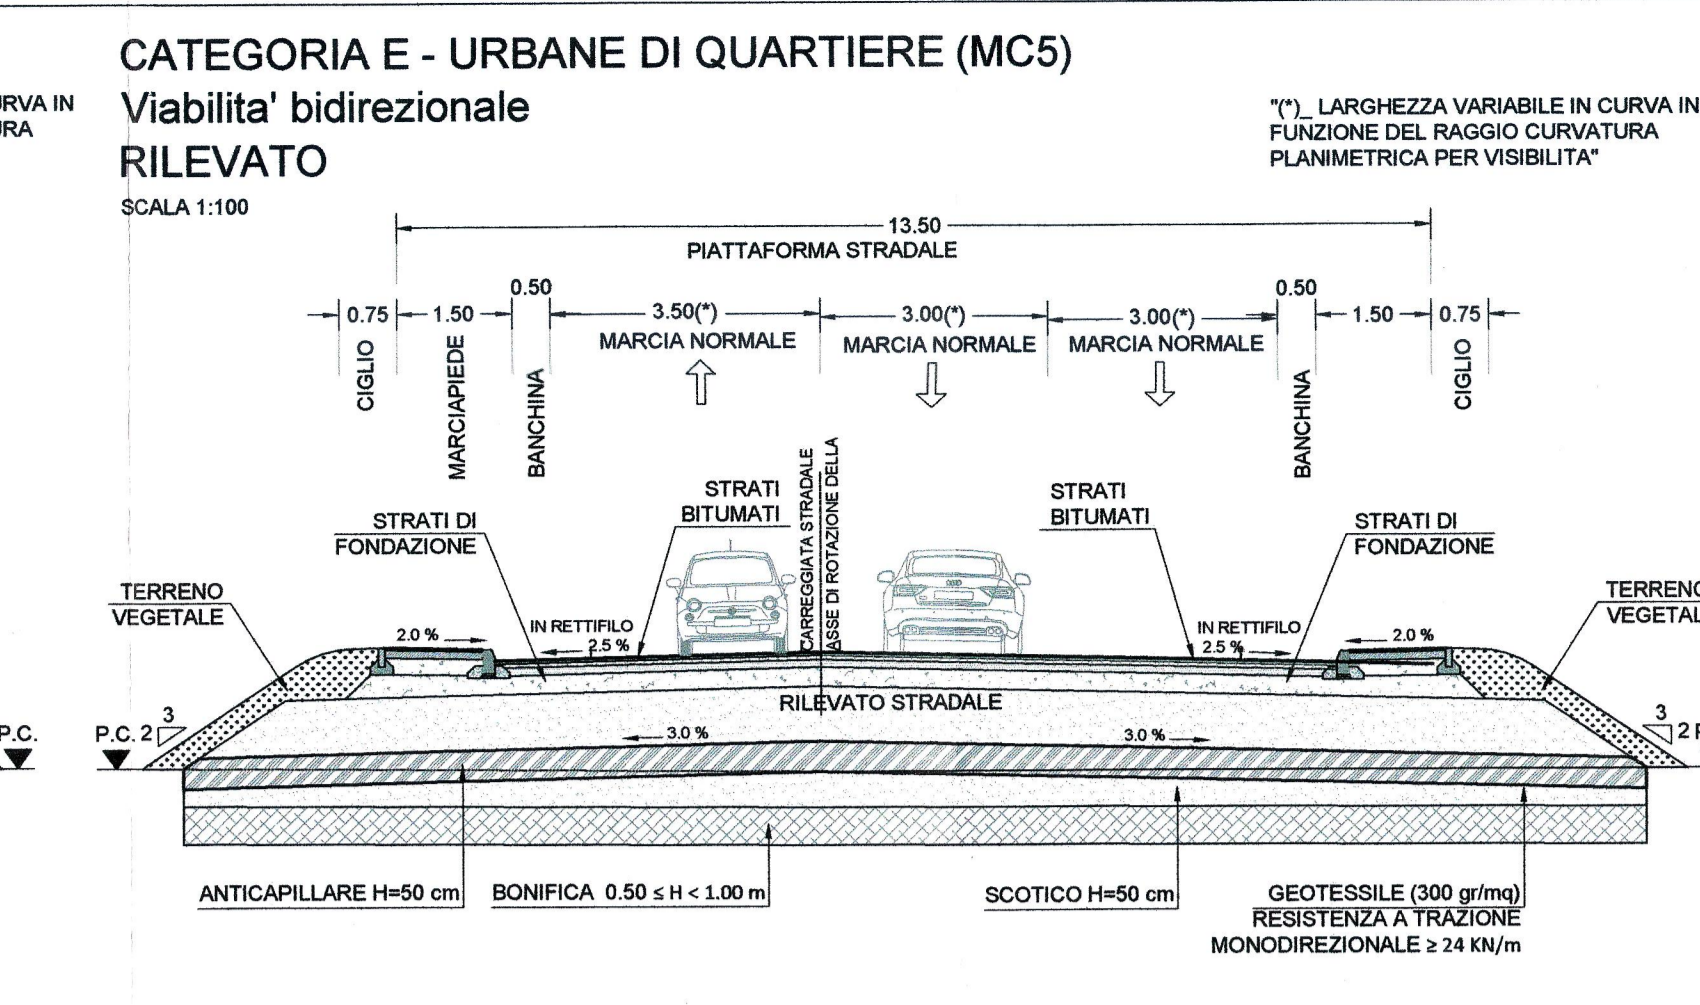 CATEGORIA E - URBANE DI QUARTIERE (MC5)
Viabilita' bidirezionale
RILEVATO
SCALA 1:100
URVA IN
URA
"(*)_ LARGHEZZA VARIABILE IN CURVA IN
FUNZIONE DEL RAGGIO CURVATURA
PLANIMETRICA PER VISIBILITA"
13.50
PIATTAFORMA STRADALE
0.50
0.50
0.75
1.50
3.50(*)
3.00(*)
3.00(*)
1.50
0.75
MARCIA NORMALE
MARCIA NORMALE
MARCIA NORMALE
CIGLIO
MARCIAPIEDE
BANCHINA
BANCHINA
CIGLIO
CARREGGIATA STRADALE
ASSE DI ROTAZIONE DELLA
STRATI
BITUMATI
STRATI
BITUMATI
STRATI DI
FONDAZIONE
STRATI DI
FONDAZIONE
TERRENO
VEGETALE
TERRENO
VEGETAL
2.0 %
IN RETTIFILO
2.5 %
IN RETTIFILO
2.5 %
2.0 %
RILEVATO STRADALE
P.C.
P.C.
2
3
3
2
3.0 %
3.0 %
ANTICAPILLARE H=50 cm
BONIFICA 0.50 ≤ H < 1.00 m
SCOTICO H=50 cm
GEOTESSILE (300 gr/mq)
RESISTENZA A TRAZIONE
MONODIREZIONALE ≥ 24 KN/m